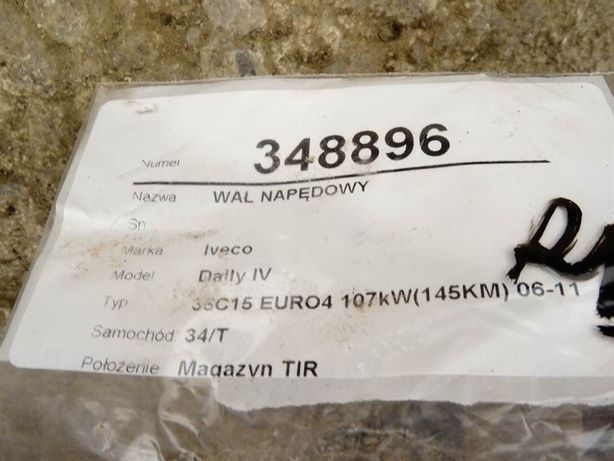 Numer 348896
Nazwa WAŁ NAPĘDOWY
Sn
Marka Iveco
Model Daily IV
Typ 35C15 EURO4 107kW(145KM) 06-11
Samochód 34/T
Położenie Magazyn TIR